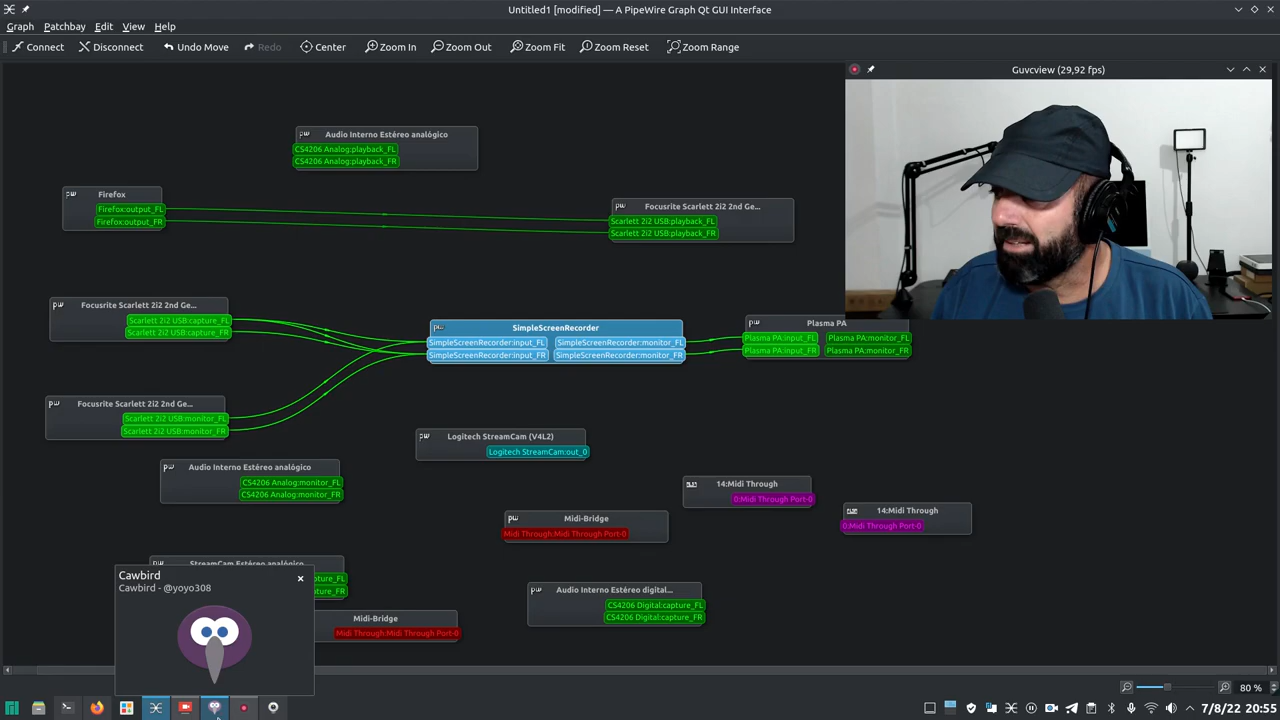 Untitled1 [modified] — A PipeWire Graph Qt GUI Interface
Graph Patchbay Edit View Help
Connect Disconnect Undo Move Redo Center Zoom In Zoom Out Zoom Fit Zoom Reset Zoom Range
Guvcview (29,92 fps)
Audio Interno Estéreo analógico
CS4206 Analog:playback_FL
CS4206 Analog:playback_FR
Firefox
Firefox:output_FL
Firefox:output_FR
Focusrite Scarlett 2i2 2nd Ge...
Scarlett 2i2 USB:playback_FL
Scarlett 2i2 USB:playback_FR
Focusrite Scarlett 2i2 2nd Ge...
Scarlett 2i2 USB:capture_FL
Scarlett 2i2 USB:capture_FR
SimpleScreenRecorder
SimpleScreenRecorder:input_FL SimpleScreenRecorder:monitor_FL
SimpleScreenRecorder:input_FR SimpleScreenRecorder:monitor_FR
Plasma PA
Plasma PA:input_FL Plasma PA:monitor_FL
Plasma PA:input_FR Plasma PA:monitor_FR
Focusrite Scarlett 2i2 2nd Ge...
Scarlett 2i2 USB:monitor_FL
Scarlett 2i2 USB:monitor_FR
Logitech StreamCam (V4L2)
Logitech StreamCam:out_0
Audio Interno Estéreo analógico
CS4206 Analog:monitor_FL
CS4206 Analog:monitor_FR
14:Midi Through
0:Midi Through Port-0
14:Midi Through
0:Midi Through Port-0
Midi-Bridge
Midi Through:Midi Through Port-0
StreamCam Estéreo analógico
pture_FL
pture_FR
Cawbird
Cawbird - @yoyo308
Midi-Bridge
Midi Through:Midi Through Port-0
Audio Interno Estéreo digital...
CS4206 Digital:capture_FL
CS4206 Digital:capture_FR
80 %
7/8/22 20:55